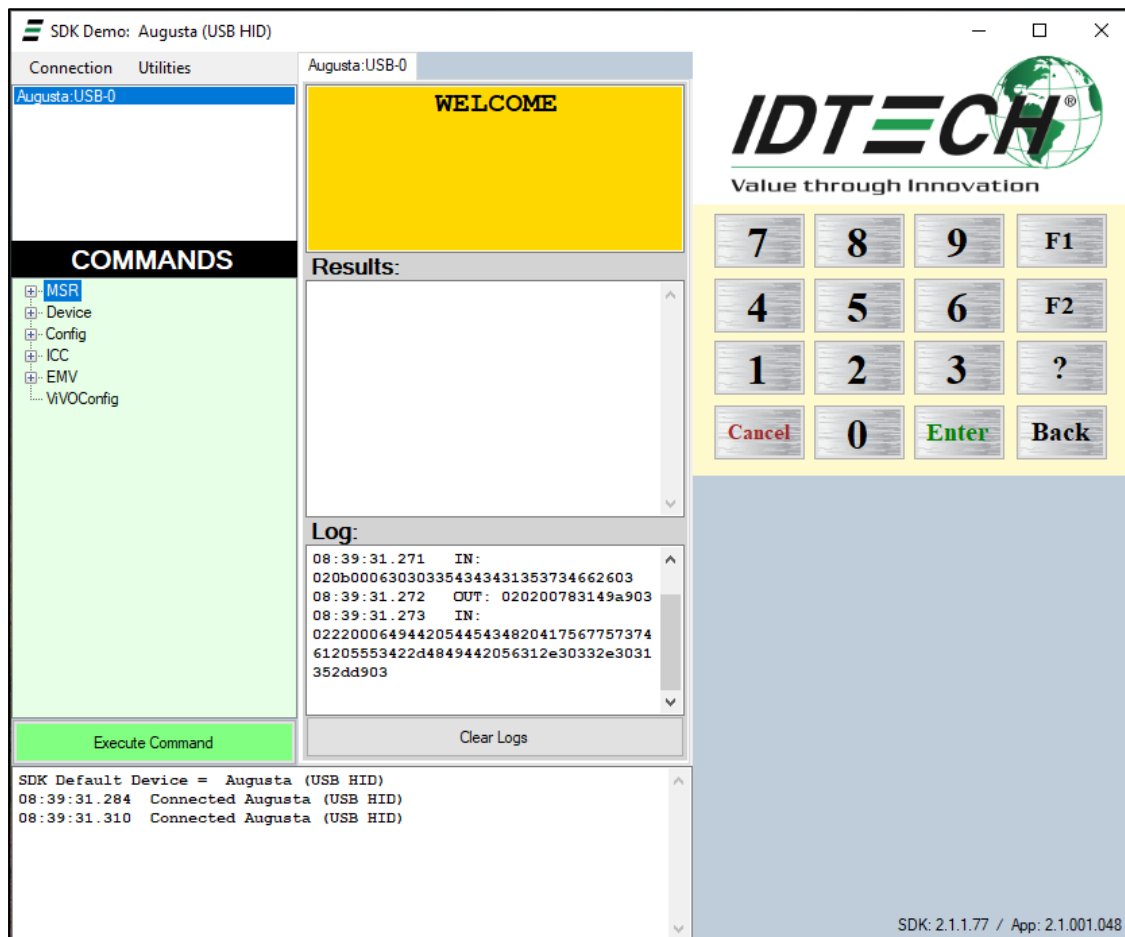 SDK Demo: Augusta (USB HID)
Connection Utilities
Augusta:USB-0
COMMANDS
MSR
Device
Config
ICC
EMV
ViVOConfig
Execute Command
Augusta:USB-0
WELCOME
Results:
Log:
08:39:31.271 IN:
020b00063030335434343431353734662603
08:39:31.272 OUT: 020200783149a903
08:39:31.273 IN:
022200064944205445434820417567757374
61205553422d4849442056312e30332e3031
352dd903
Clear Logs
SDK Default Device = Augusta (USB HID)
08:39:31.284 Connected Augusta (USB HID)
08:39:31.310 Connected Augusta (USB HID)
IDTECH®
Value through Innovation
7 8 9 F1
4 5 6 F2
1 2 3 ?
Cancel 0 Enter Back
SDK: 2.1.1.77 / App: 2.1.001.048